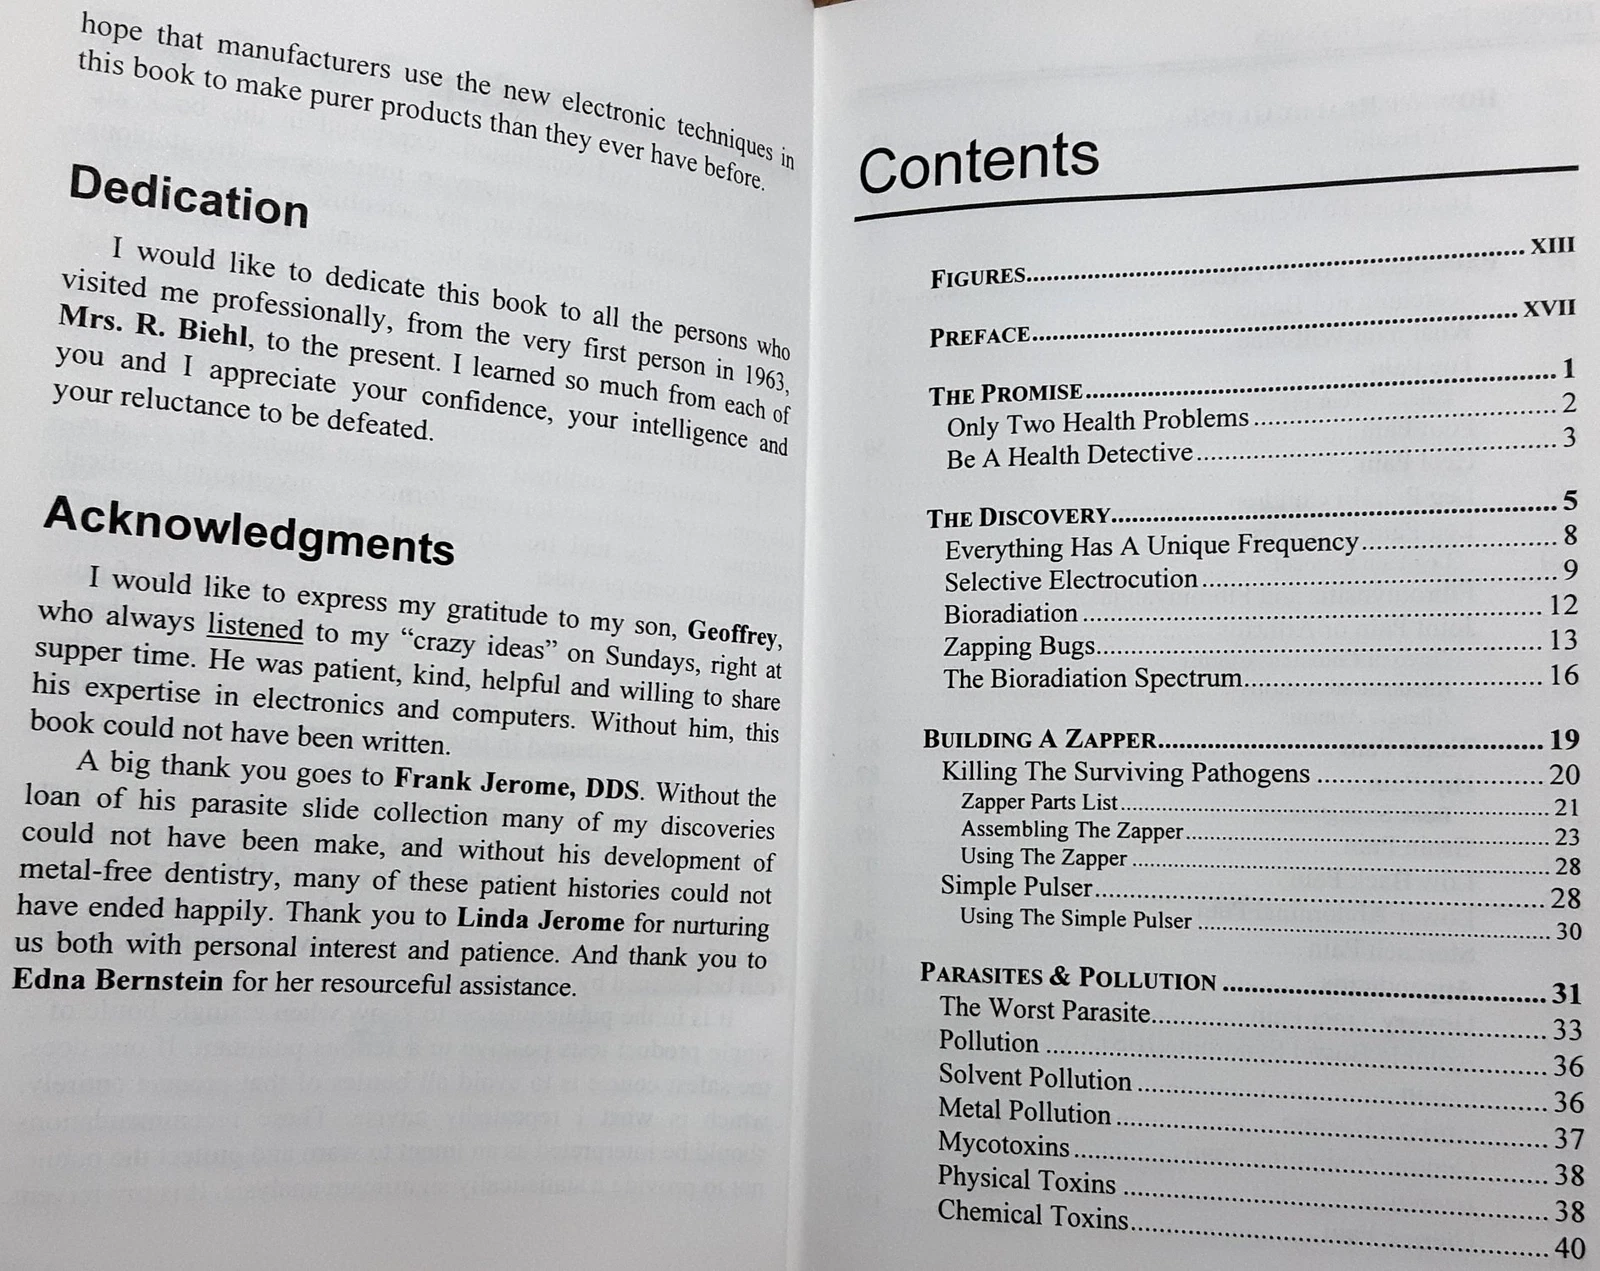 hope that manufacturers use the new electronic techniques in
this book to make purer products than they ever have before.
Dedication
I would like to dedicate this book to all the persons who
visited me professionally, from the very first person in 1963,
Mrs. R. Biehl, to the present. I learned so much from each of
you and I appreciate your confidence, your intelligence and
your reluctance to be defeated.
Acknowledgments
I would like to express my gratitude to my son, Geoffrey,
who always listened to my “crazy ideas” on Sundays, right at
supper time. He was patient, kind, helpful and willing to share
his expertise in electronics and computers. Without him, this
book could not have been written.
A big thank you goes to Frank Jerome, DDS. Without the
loan of his parasite slide collection many of my discoveries
could not have been make, and without his development of
metal-free dentistry, many of these patient histories could not
have ended happily. Thank you to Linda Jerome for nurturing
us both with personal interest and patience. And thank you to
Edna Bernstein for her resourceful assistance.
Contents
FIGURES.......... XIII
PREFACE.......... XVII
THE PROMISE.......... 1
Only Two Health Problems .......... 2
Be A Health Detective.......... 3
THE DISCOVERY.......... 5
Everything Has A Unique Frequency.......... 8
Selective Electrocution .......... 9
Bioradiation .......... 12
Zapping Bugs.......... 13
The Bioradiation Spectrum.......... 16
BUILDING A ZAPPER.......... 19
Killing The Surviving Pathogens .......... 20
Zapper Parts List.......... 21
Assembling The Zapper.......... 23
Using The Zapper .......... 28
Simple Pulser.......... 28
Using The Simple Pulser .......... 30
PARASITES & POLLUTION .......... 31
The Worst Parasite.......... 33
Pollution .......... 36
Solvent Pollution .......... 36
Metal Pollution .......... 37
Mycotoxins.......... 38
Physical Toxins .......... 38
Chemical Toxins.......... 40